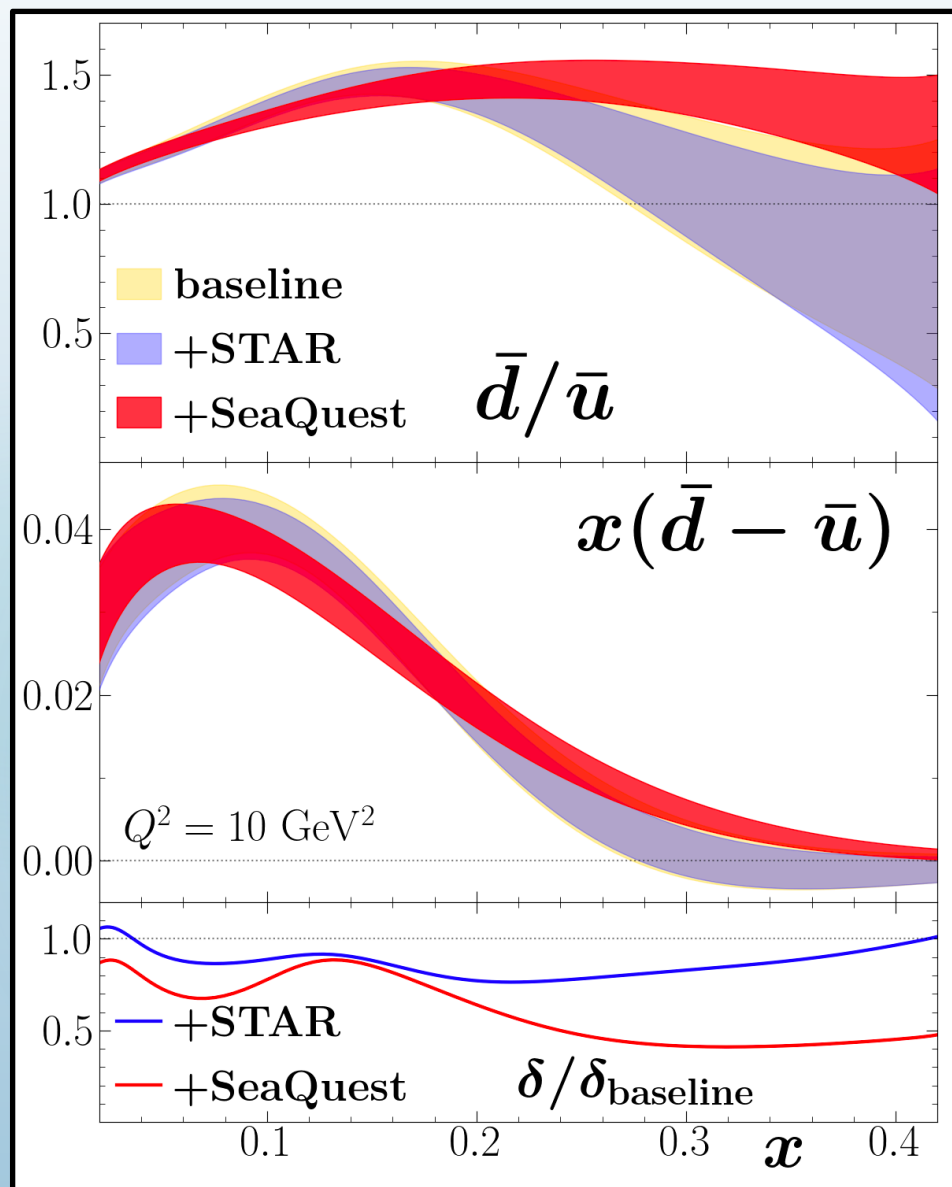 1.5
1.0
0.5
baseline
+STAR
+SeaQuest
d̄/ū
x(d̄ − ū)
0.04
0.02
0.00
Q² = 10 GeV²
1.0
0.5
+STAR
+SeaQuest
δ/δbaseline
0.1 0.2 0.3 x 0.4